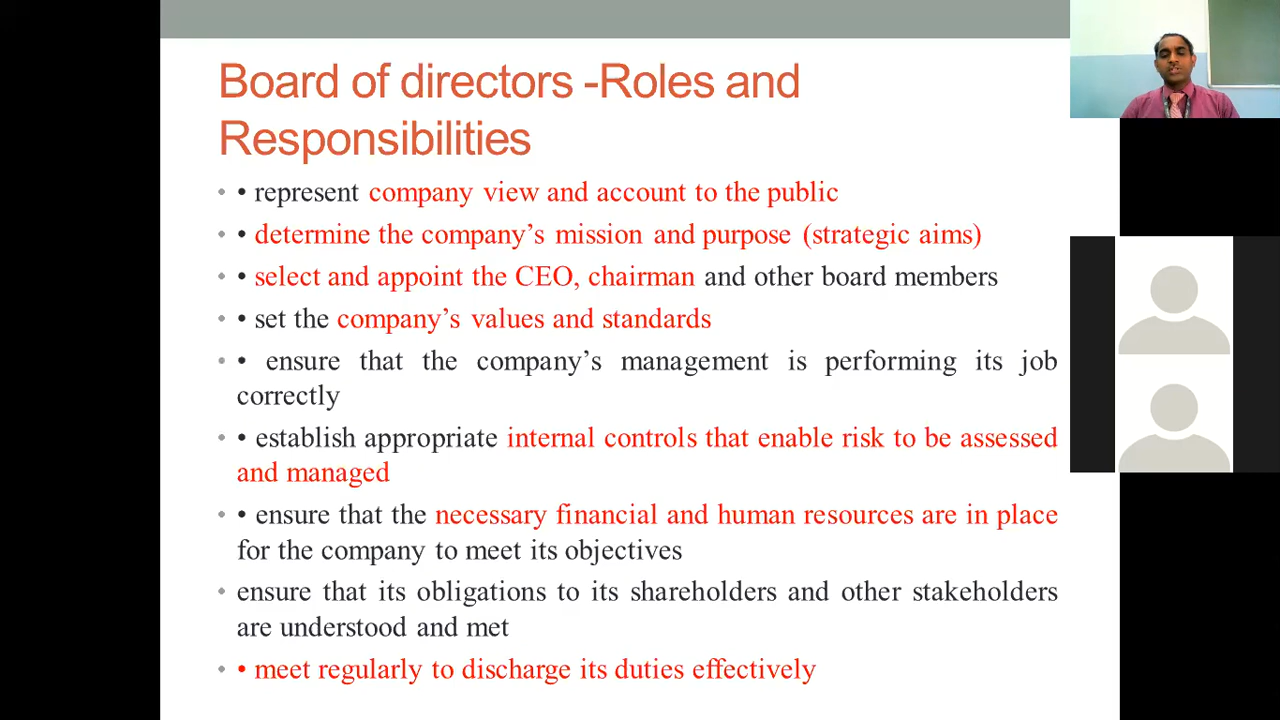 Board of directors -Roles and
Responsibilities
• • represent company view and account to the public
• • determine the company’s mission and purpose (strategic aims)
• • select and appoint the CEO, chairman and other board members
• • set the company’s values and standards
• • ensure that the company’s management is performing its job
correctly
• • establish appropriate internal controls that enable risk to be assessed
and managed
• • ensure that the necessary financial and human resources are in place
for the company to meet its objectives
• ensure that its obligations to its shareholders and other stakeholders
are understood and met
• • meet regularly to discharge its duties effectively